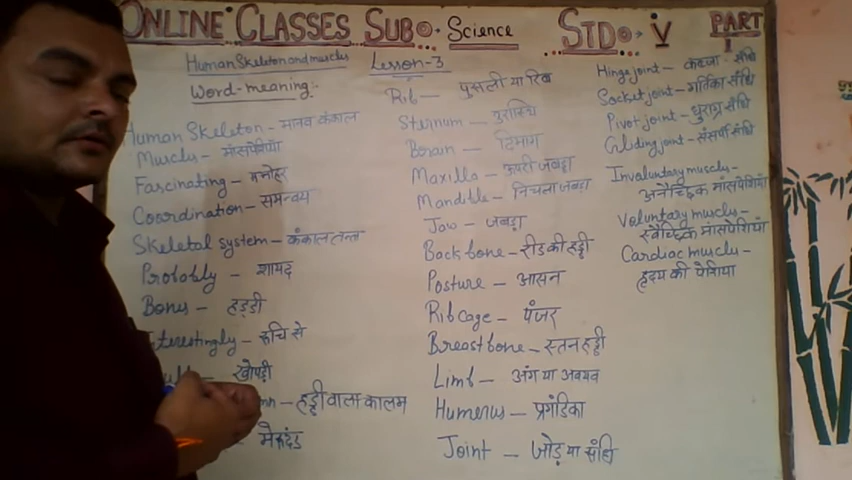 ONLINE CLASSES SUB. Science STD. V PART
1
Human Skeleton and muscles Lesson-3
Word-meaning:-
Human Skeleton - मानव कंकाल
Muscles - मांसपेशिया
Fascinating - मनोहर
Coordination - समन्वय
Skeletal system - कंकाल तन्त्र
Probably - शायद
Bones - हड्डी
Interestingly - रुचि से
- खोपड़ी
- हड्डी वाला कालम
- मेरूदंड
Rib - पुसली या रिब
Sternum - पुरास्थि
Brain - दिमाग
Maxilla - ऊपरी जबड़ा
Mandible - निचला जबड़ा
Jaw - जबड़ा
Back bone - रीड की हड्डी
Posture - आसन
Rib cage - पंजर
Breast bone - स्तन हड्डी
Limb - अंग या अवयव
Humerus - प्रगंडिका
Joint - जोड़ या संधि
Hinge joint - कब्जा - संधि
Socket joint - गर्तिका संधि
Pivot joint - धुराग्र संधि
Gliding joint - संसर्पी संधि
Involuntary muscles -
अनैच्छिक मांसपेशियाँ
Voluntary muscles -
स्वैच्छिक मांसपेशियाँ
Cardiac muscles -
हृदय की पेशिया